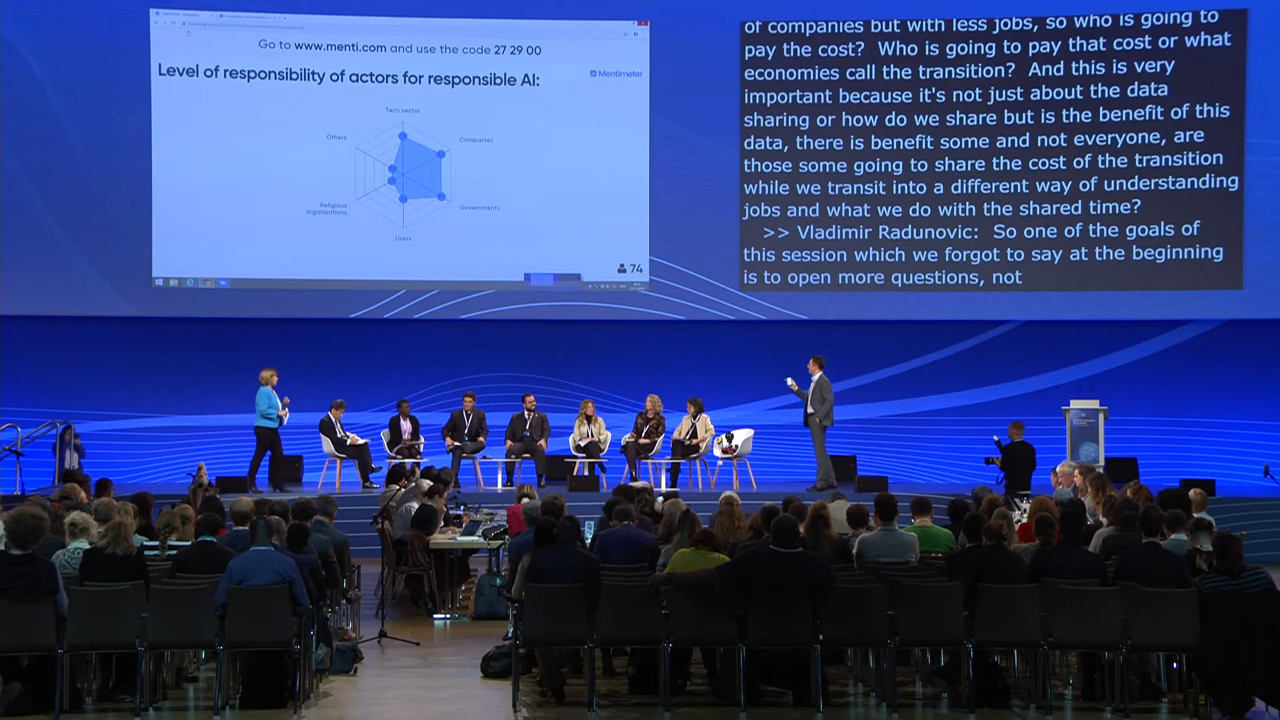 Go to www.menti.com and use the code 27 29 00
Level of responsibility of actors for responsible AI:
Mentimeter
Tech sector
Others
Companies
Religious
organisations
Governments
Users
74
of companies but with less jobs, so who is going to
pay the cost?  Who is going to pay that cost or what
economies call the transition?  And this is very
important because it's not just about the data
sharing or how do we share but is the benefit of this
data, there is benefit some and not everyone, are
those some going to share the cost of the transition
while we transit into a different way of understanding
jobs and what we do with the shared time?
>> Vladimir Radunovic:  So one of the goals of
this session which we forgot to say at the beginning
is to open more questions, not